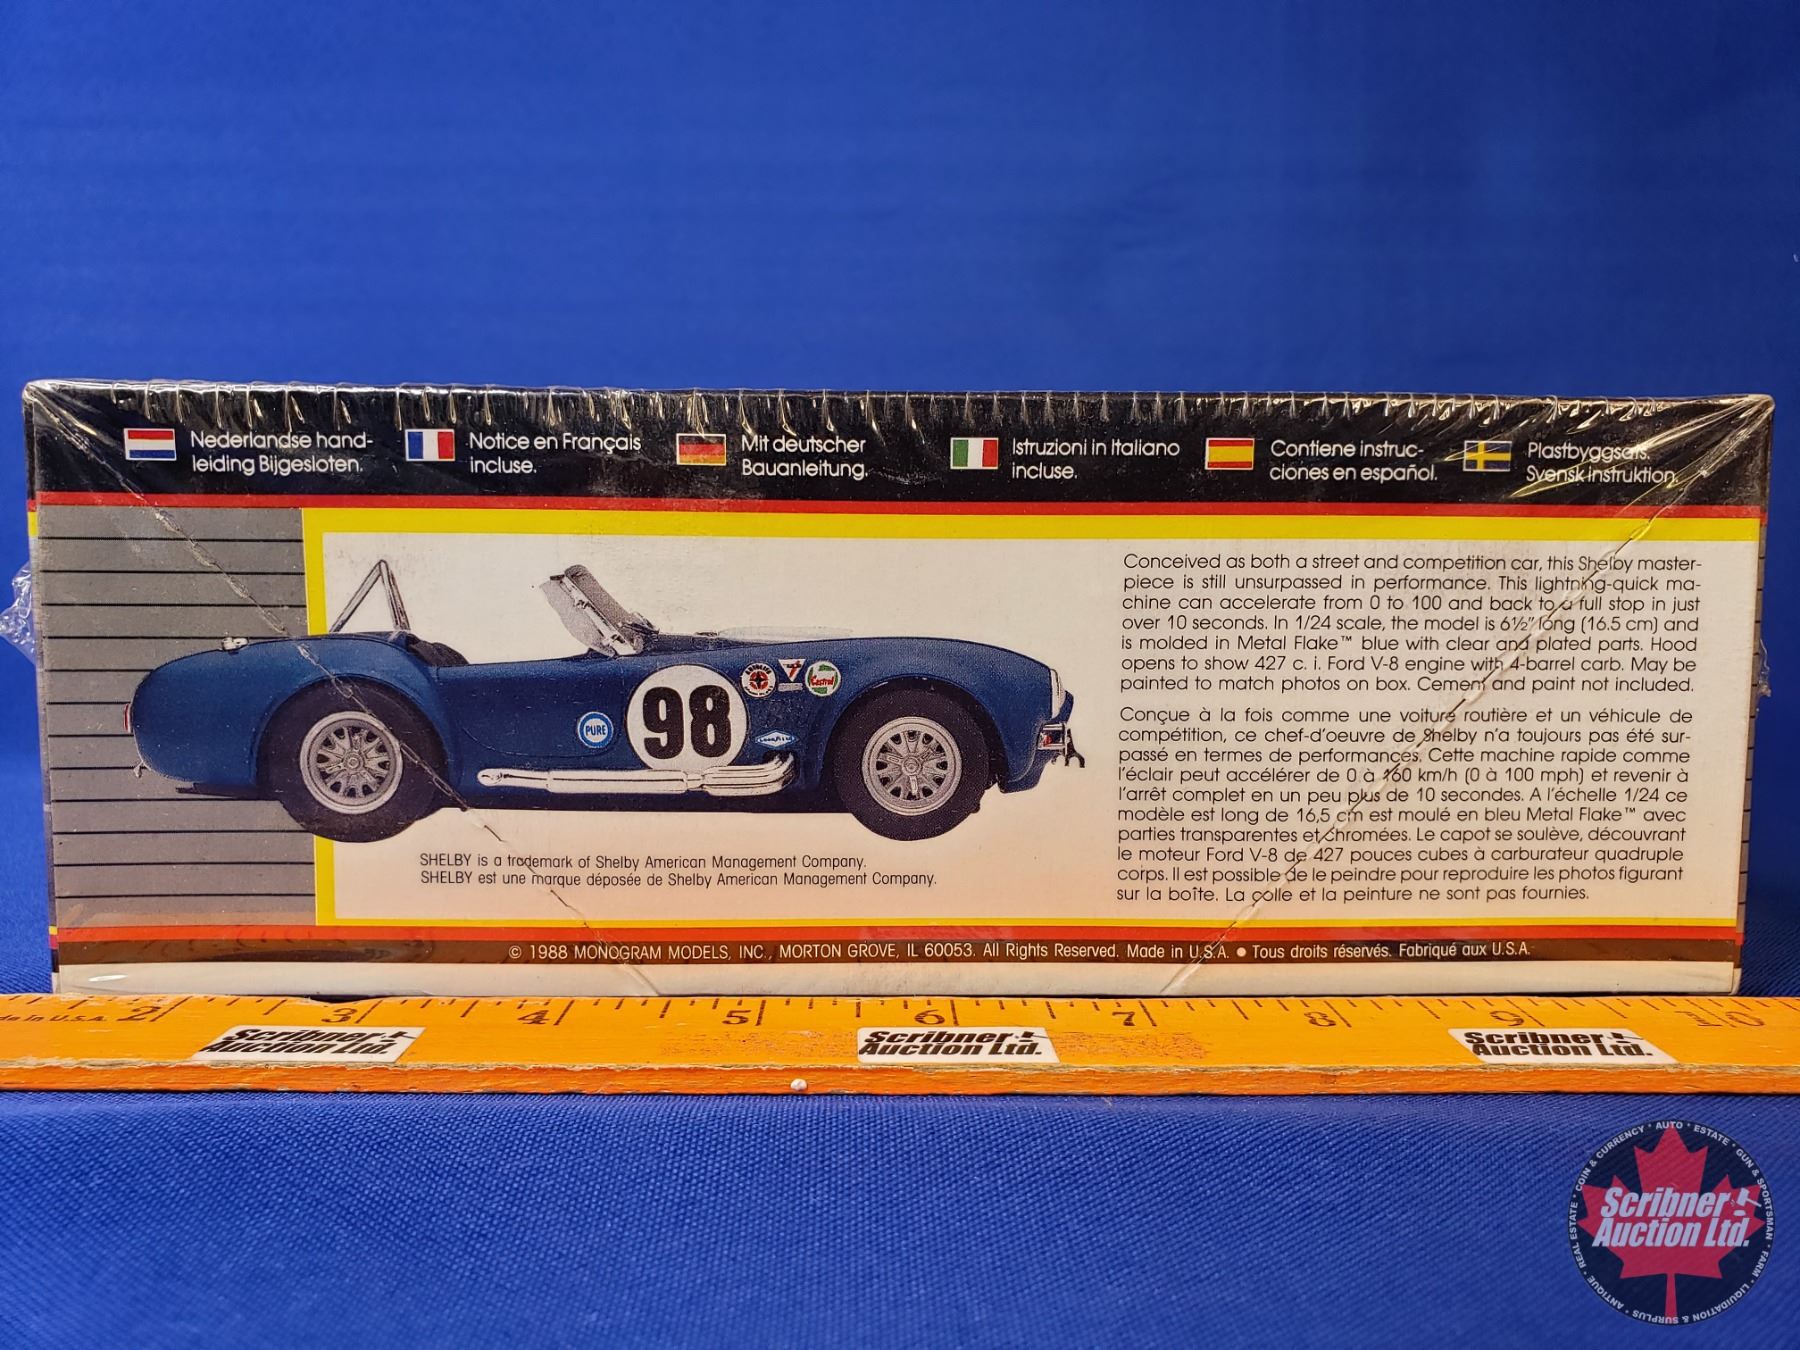 Nederlandse hand-
leiding Bijgesloten.
Notice en Français
incluse.
Mit deutscher
Bauanleitung.
Istruzioni in Italiano
incluse.
Contiene instruc-
ciones en español.
Plastbyggsats.
Svensk instruktion.
98
PURE
Castrol
Conceived as both a street and competition car, this Shelby master-
piece is still unsurpassed in performance. This lightning-quick ma-
chine can accelerate from 0 to 100 and back to a full stop in just
over 10 seconds. In 1/24 scale, the model is 6½" long (16.5 cm) and
is molded in Metal Flake™ blue with clear and plated parts. Hood
opens to show 427 c. i. Ford V-8 engine with 4-barrel carb. May be
painted to match photos on box. Cement and paint not included.
Conçue à la fois comme une voiture routière et un véhicule de
compétition, ce chef-d'oeuvre de Shelby n'a toujours pas été sur-
passé en termes de performances. Cette machine rapide comme
l'éclair peut accélérer de 0 à 160 km/h (0 à 100 mph) et revenir à
l'arrêt complet en un peu plus de 10 secondes. A l'échelle 1/24 ce
modèle est long de 16,5 cm est moulé en bleu Metal Flake™ avec
parties transparentes et chromées. Le capot se soulève, découvrant
le moteur Ford V-8 de 427 pouces cubes à carburateur quadruple
corps. Il est possible de le peindre pour reproduire les photos figurant
sur la boîte. La colle et la peinture ne sont pas fournies.
SHELBY is a trademark of Shelby American Management Company.
SHELBY est une marque déposée de Shelby American Management Company.
© 1988 MONOGRAM MODELS, INC., MORTON GROVE, IL 60053. All Rights Reserved. Made in U.S.A. • Tous droits réservés. Fabriqué aux U.S.A.
in U.S.A. 2 3 4 5 6 7 8 9 10
Scribner
Auction Ltd.
Scribner
Auction Ltd.
Scribner
Auction Ltd.
COIN & CURRENCY • AUTO • ESTATE • GUN & SPORTSMAN • FARM • LIQUIDATION & SURPLUS • ANTIQUE • REAL ESTATE
Scribner
Auction Ltd.